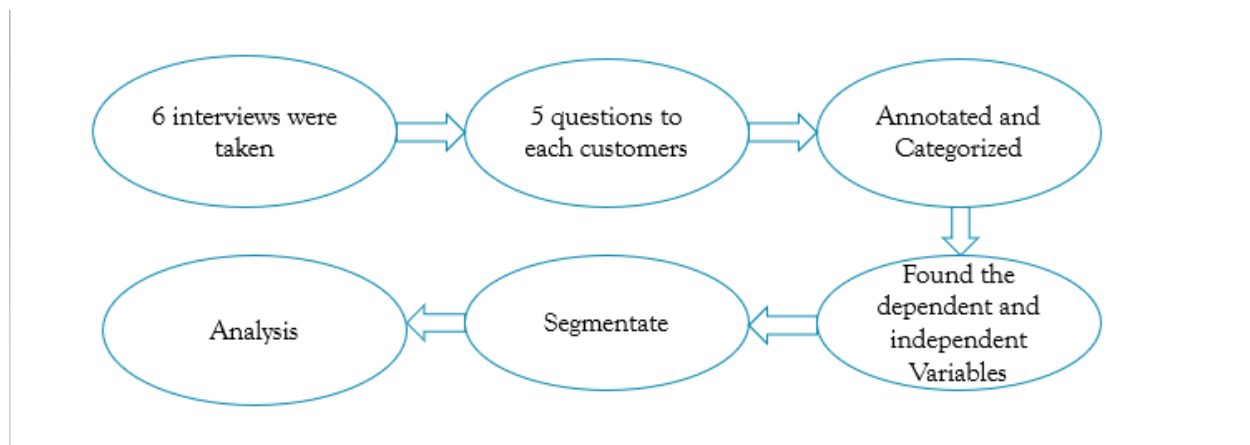 6 interviews were
taken
5 questions to
each customers
Annotated and
Categorized
Found the
dependent and
independent
Variables
Segmentate
Analysis